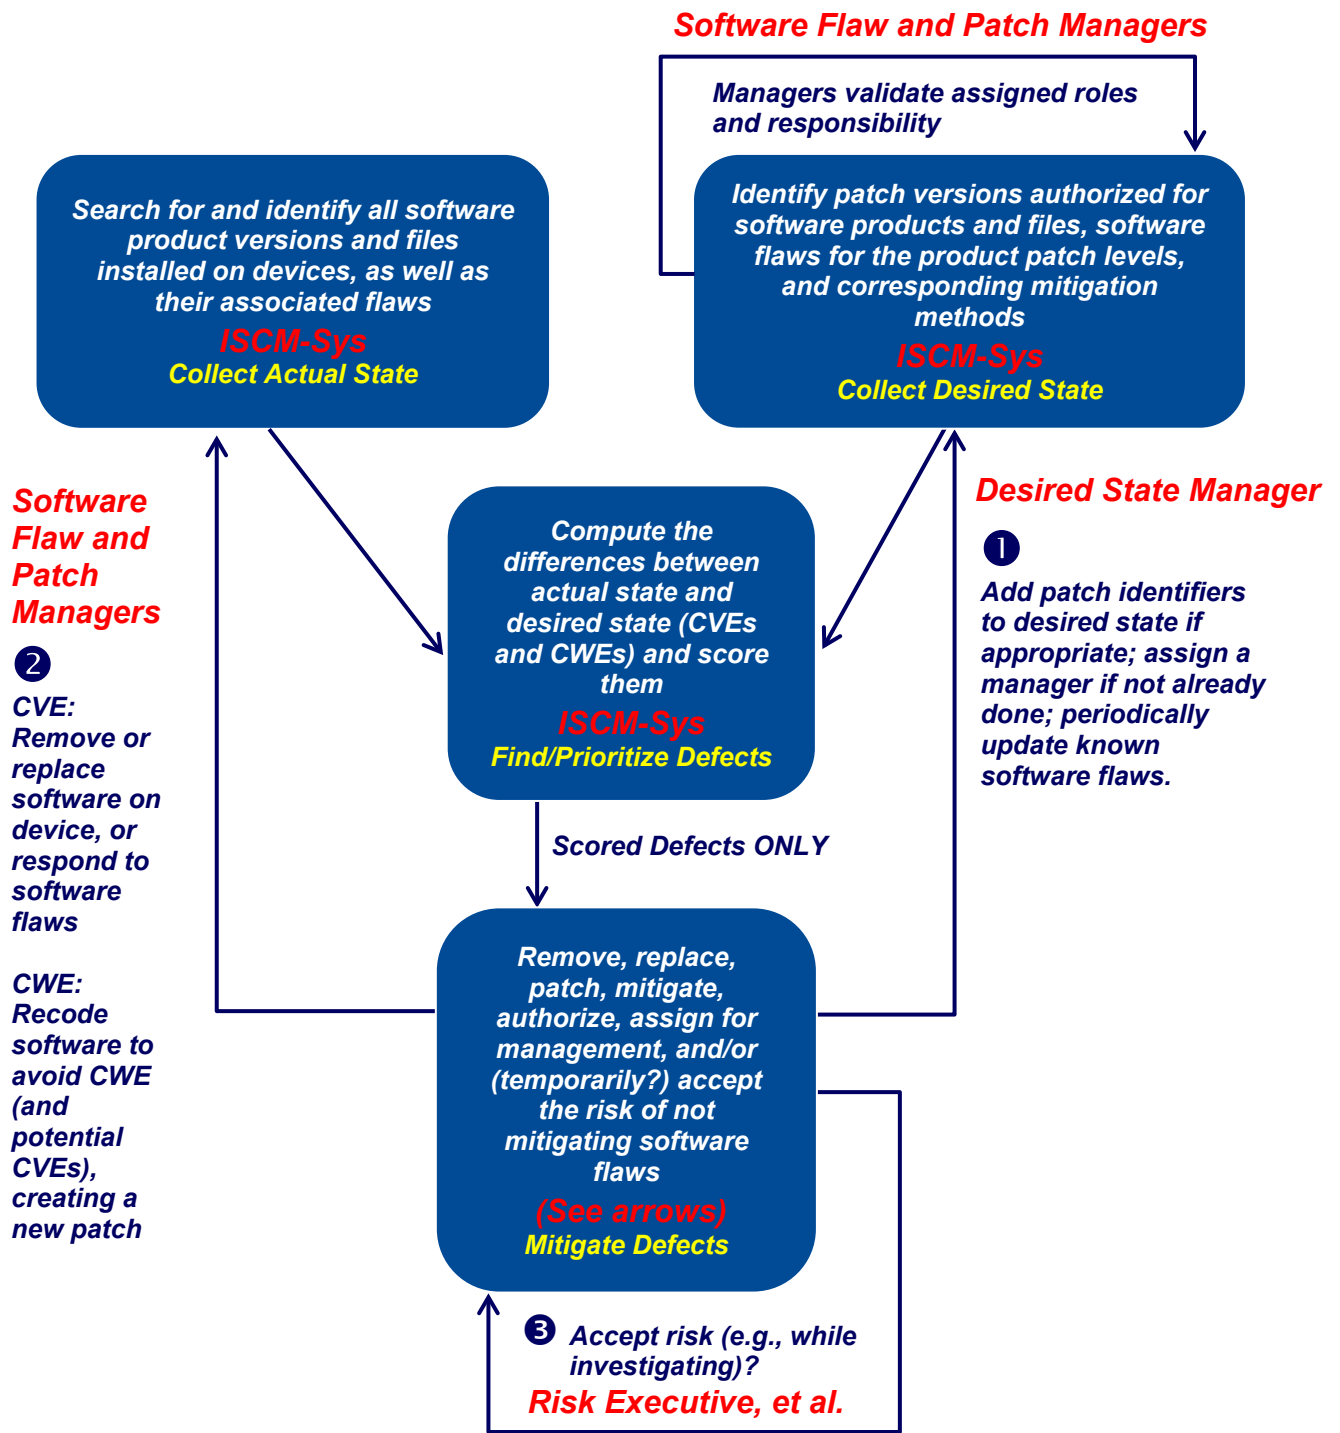 Software Flaw and Patch Managers
Managers validate assigned roles
and responsibility
Search for and identify all software
product versions and files
installed on devices, as well as
their associated flaws
ISCM-Sys
Collect Actual State
Identify patch versions authorized for
software products and files, software
flaws for the product patch levels,
and corresponding mitigation
methods
ISCM-Sys
Collect Desired State
Software
Flaw and
Patch
Managers
2
CVE:
Remove or
replace
software on
device, or
respond to
software
flaws
CWE:
Recode
software to
avoid CWE
(and
potential
CVEs),
creating a
new patch
Compute the
differences between
actual state and
desired state (CVEs
and CWEs) and score
them
ISCM-Sys
Find/Prioritize Defects
Desired State Manager
1
Add patch identifiers
to desired state if
appropriate; assign a
manager if not already
done; periodically
update known
software flaws.
Scored Defects ONLY
Remove, replace,
patch, mitigate,
authorize, assign for
management, and/or
(temporarily?) accept
the risk of not
mitigating software
flaws
(See arrows)
Mitigate Defects
3 Accept risk (e.g., while
investigating)?
Risk Executive, et al.